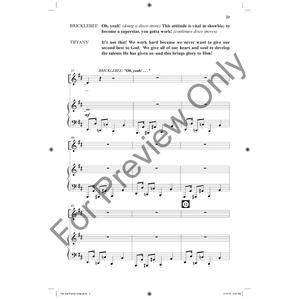 23
BRICKLEBEE: Oh, yeah! (doing a disco move) This attitude is vital in showbiz; to
become a superstar, you gotta work! (continues disco moves)
TIFFANY: It's not that! We work hard because we never want to give our
second best to God. We give all of our heart and soul to develop
the talents He has given us–and this brings glory to Him!
BRICKLEBEE: "Oh, yeah! . . ."
For Preview Only